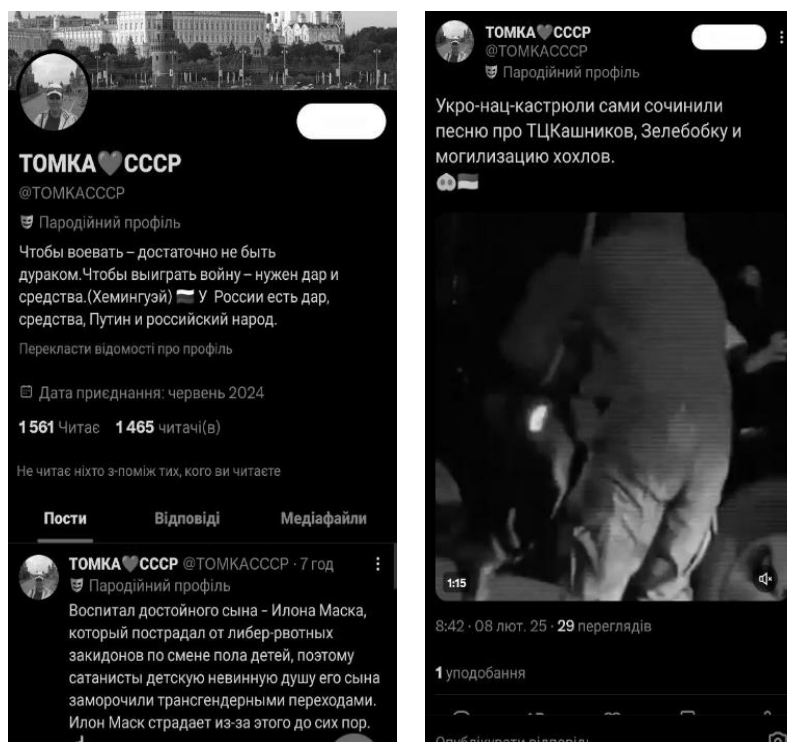 ТОМКА🖤СССР
@ТОМКАСССР
Пародійний профіль
Чтобы воевать – достаточно не быть
дураком.Чтобы выиграть войну – нужен дар и
средства.(Хемингуэй) У России есть дар,
средства, Путин и российский народ.
Перекласти відомості про профіль
Дата приєднання: червень 2024
1 561 Читає 1 465 читачі(в)
Не читає ніхто з-поміж тих, кого ви читаєте
Пости Відповіді Медіафайли
ТОМКА🖤СССР @ТОМКАСССР · 7 год
Пародійний профіль
Воспитал достойного сына - Илона Маска,
который пострадал от либер-рвотных
закидонов по смене пола детей, поэтому
сатанисты детскую невинную душу его сына
заморочили трансгендерными переходами.
Илон Маск страдает из-за этого до сих пор.
ТОМКА🖤СССР
@ТОМКАСССР
Пародійний профіль
Укро-нац-кастрюли сами сочинили
песню про ТЦКашников, Зелебобку и
могилизацию хохлов.
1:15
8:42 · 08 лют. 25 · 29 переглядів
1 уподобання
Опублікувати відповідь